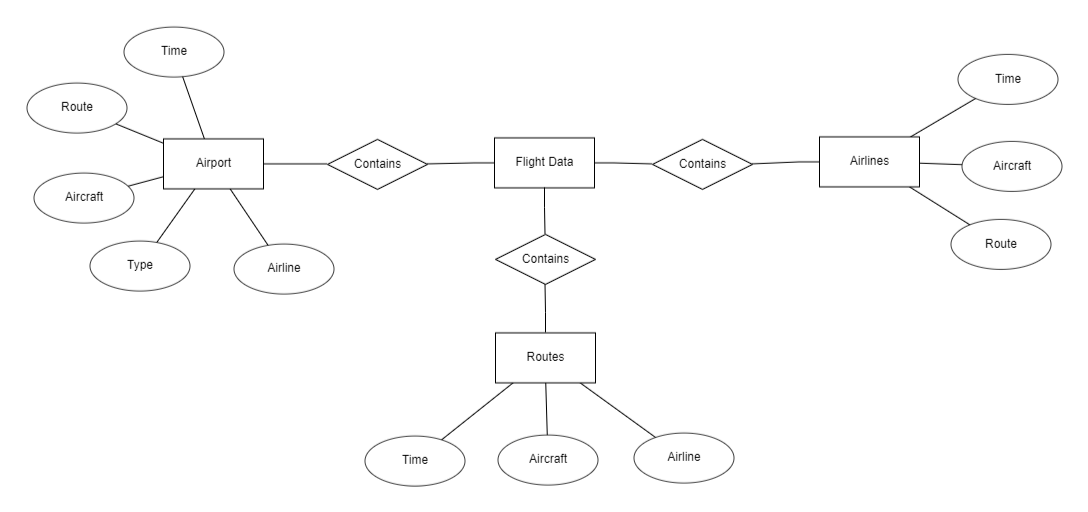 Time
Time
Route
Airport
Contains
Flight Data
Contains
Airlines
Aircraft
Aircraft
Route
Type
Airline
Contains
Routes
Time
Aircraft
Airline